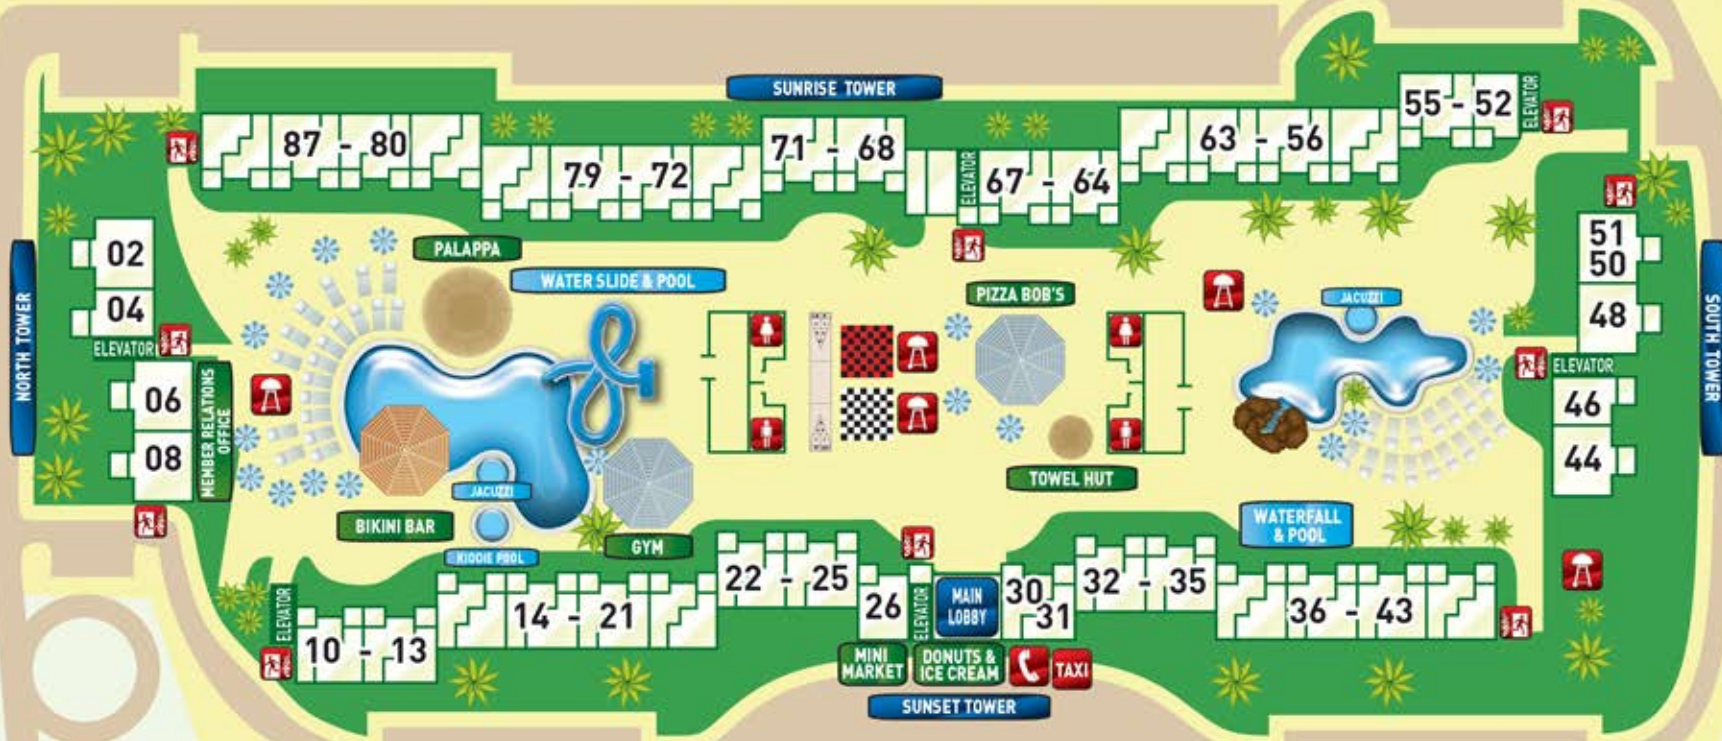 SUNRISE TOWER
55 - 52
ELEVATOR
87 - 80
79 - 72
71 - 68
ELEVATOR
67 - 64
63 - 56
NORTH TOWER
02
04
ELEVATOR
06
08
MEMBER RELATIONS
OFFICE
PALAPPA
WATER SLIDE & POOL
PIZZA BOB'S
JACUZZI
51
50
48
ELEVATOR
46
44
SOUTH TOWER
TOWEL HUT
JACUZZI
BIKINI BAR
KIDDIE POOL
GYM
WATERFALL
& POOL
ELEVATOR
10 - 13
14 - 21
22 - 25
26
ELEVATOR
MAIN
LOBBY
30
31
32 - 35
36 - 43
MINI
MARKET
DONUTS &
ICE CREAM
TAXI
SUNSET TOWER